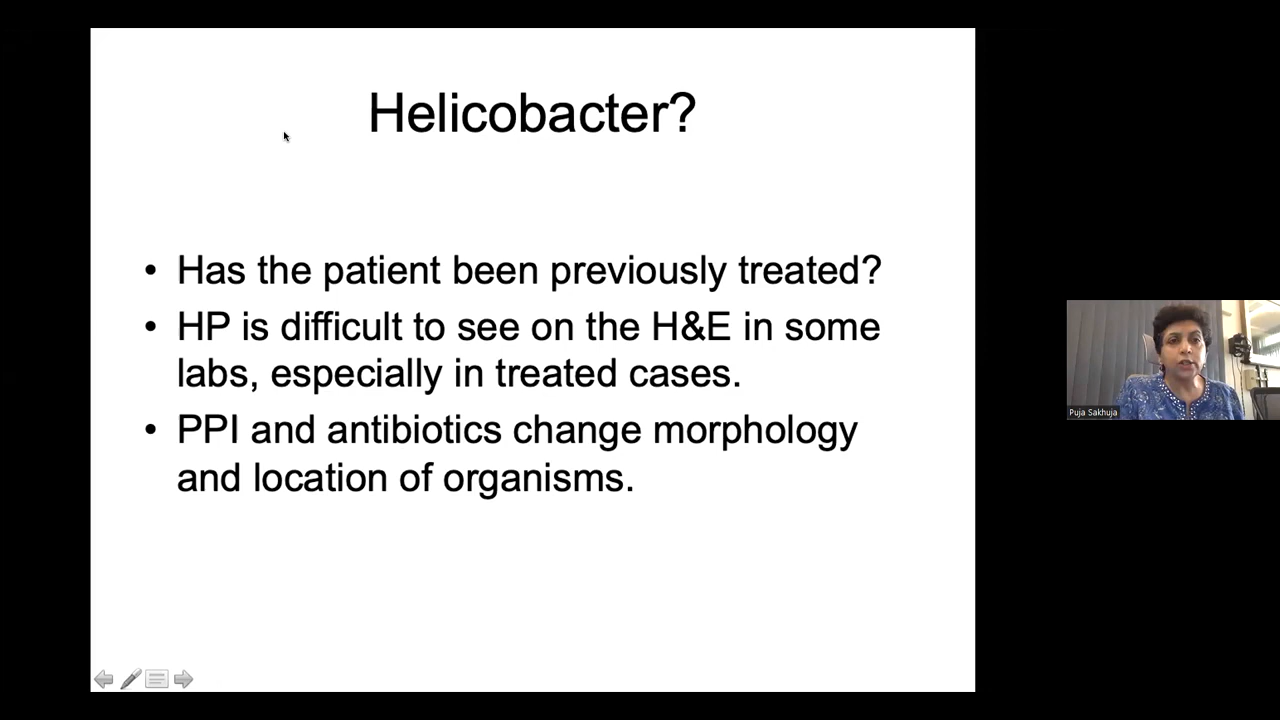 Helicobacter?
• Has the patient been previously treated?
• HP is difficult to see on the H&E in some
labs, especially in treated cases.
• PPI and antibiotics change morphology
and location of organisms.
Puja Sakhuja